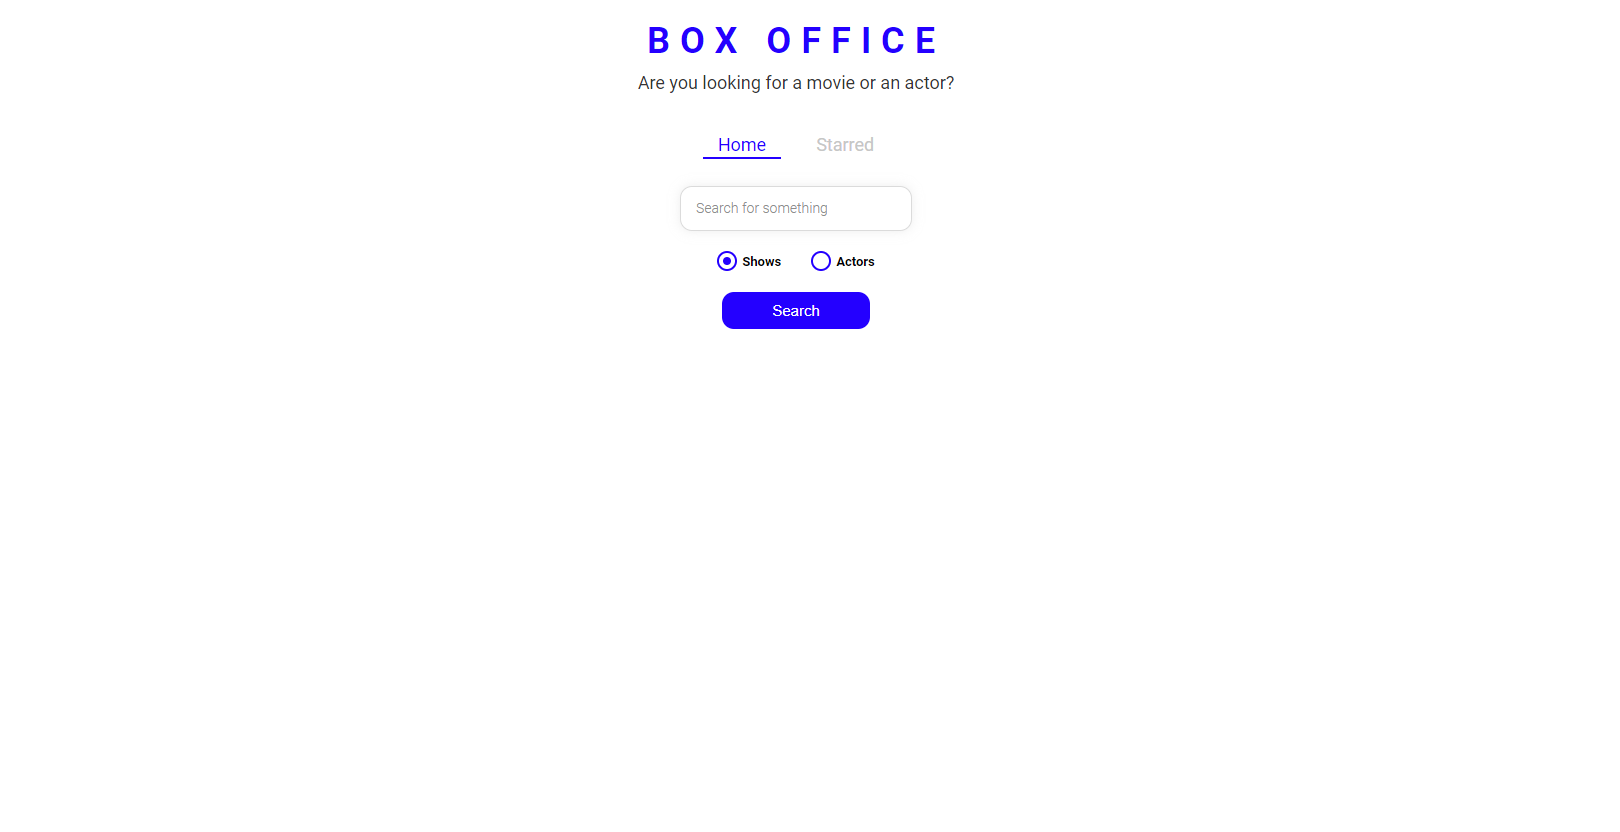 BOX OFFICE
Are you looking for a movie or an actor?
Home Starred
Search for something
Shows Actors
Search